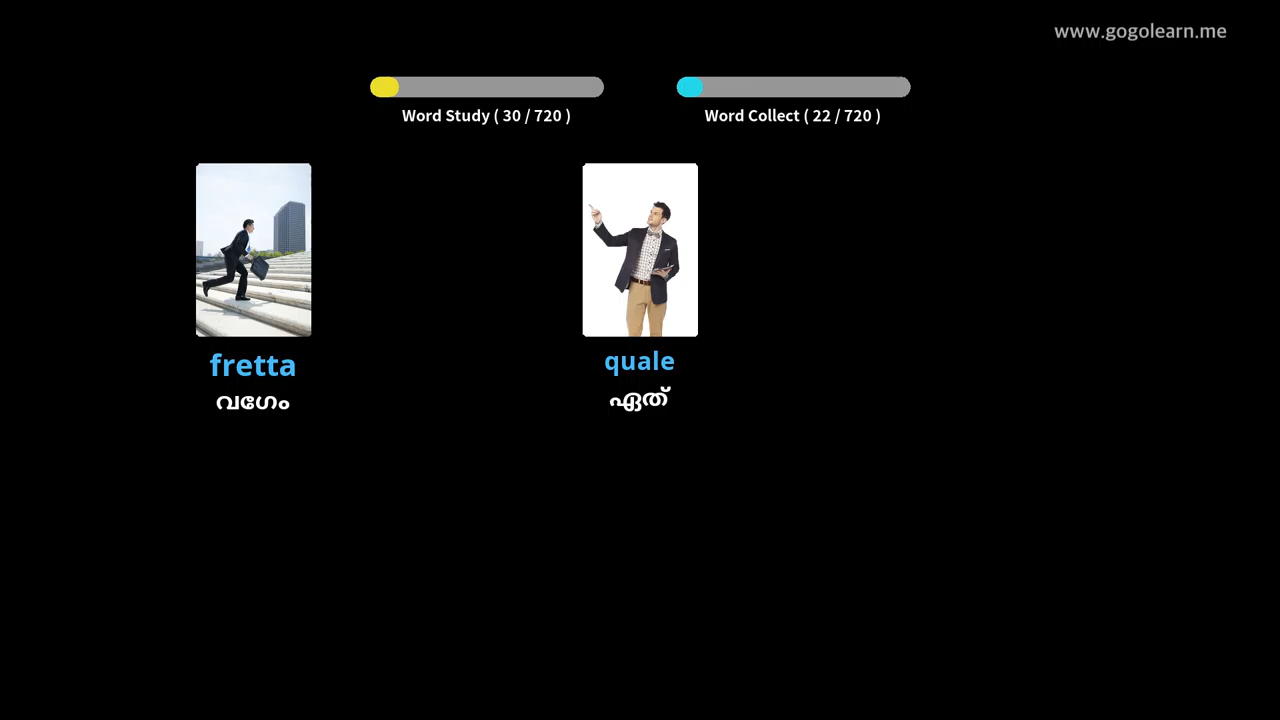 www.gogolearn.me
Word Study ( 30 / 720 )
Word Collect ( 22 / 720 )
fretta
വഗേം
quale
ഏത്